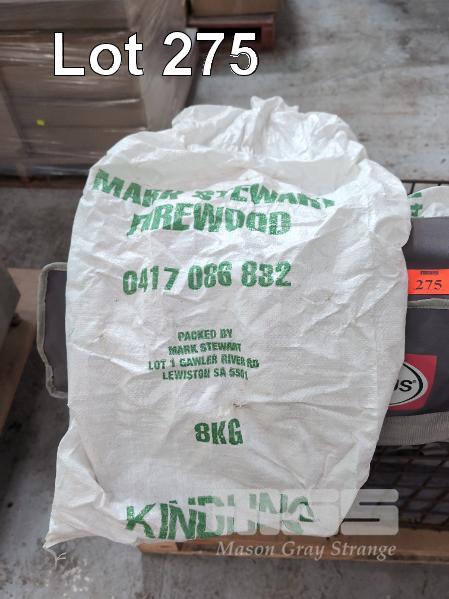 Lot 275
MARK STEWART
FIREWOOD
0417 086 832
275
PACKED BY
MARK STEWART
LOT 1 GAWLER RIVER RD
LEWISTON SA 5501
8KG
KINDLING
MGS
Mason Gray Strange